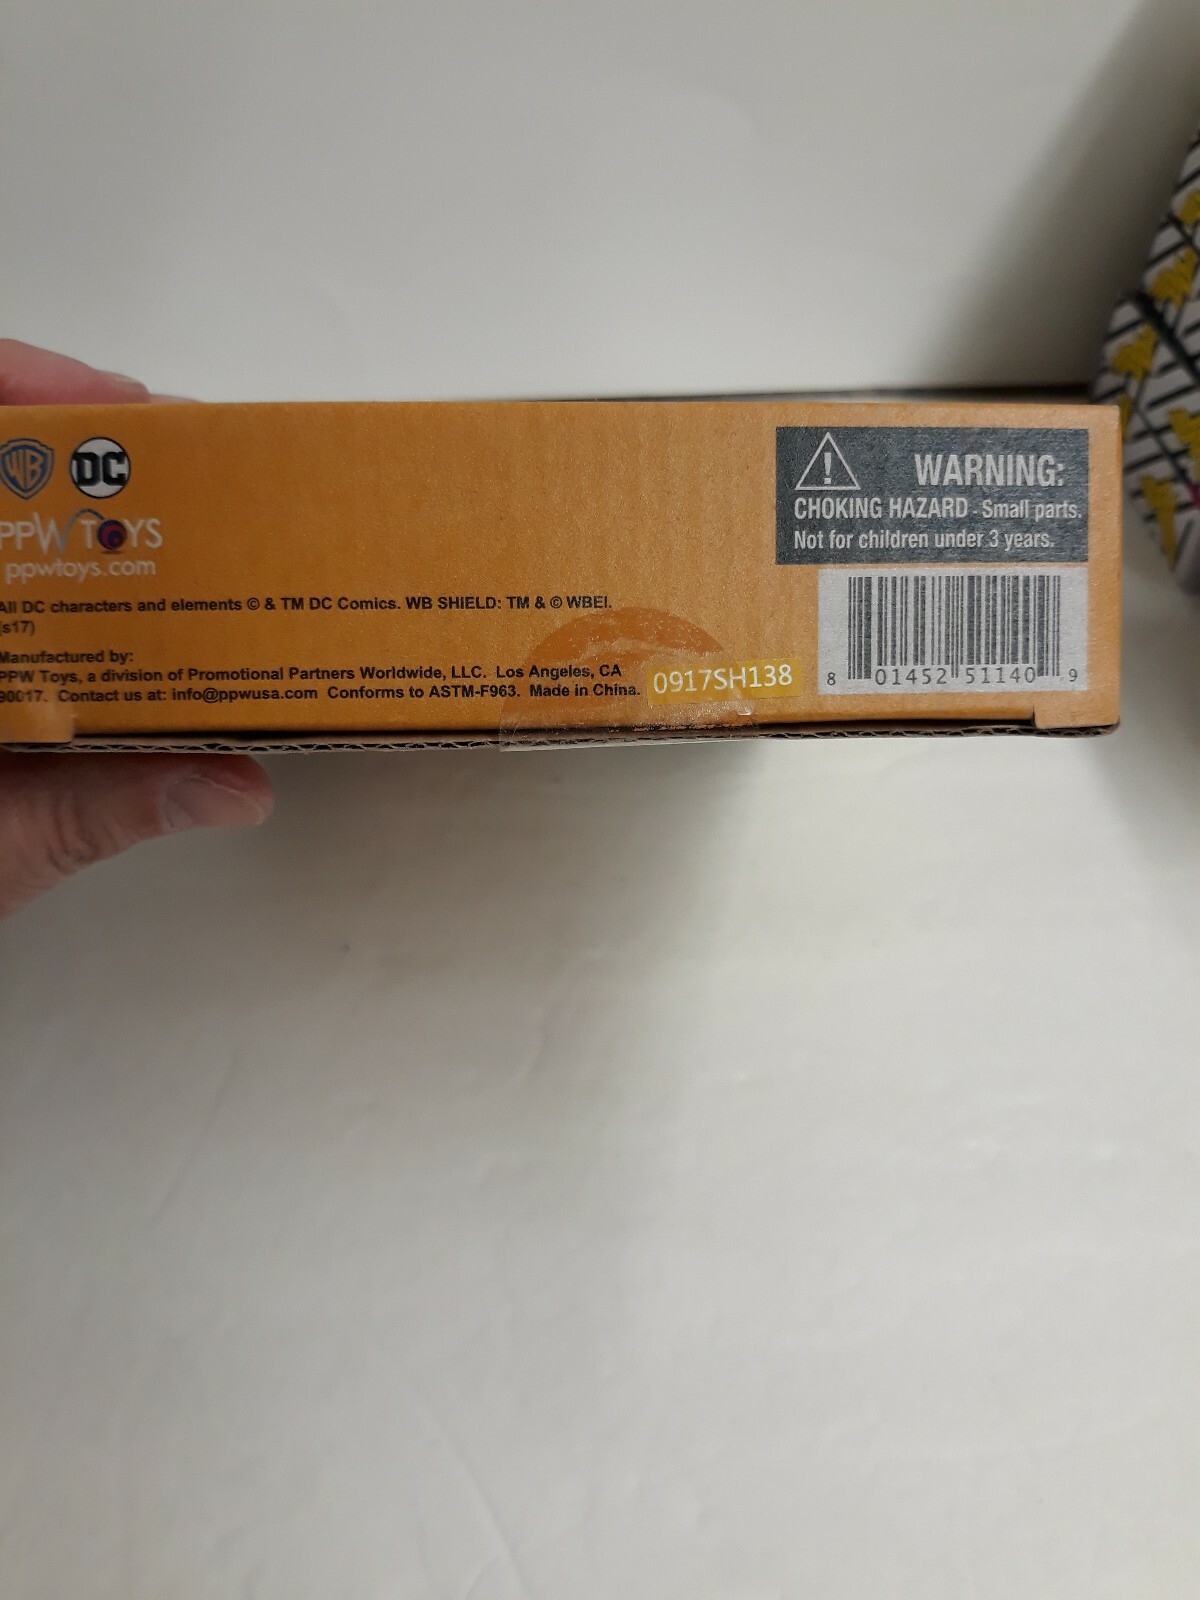 WB DC
PPW TOYS
ppwtoys.com
All DC characters and elements © & TM DC Comics. WB SHIELD: TM & © WBEI.
(s17)
Manufactured by:
PPW Toys, a division of Promotional Partners Worldwide, LLC. Los Angeles, CA
90017. Contact us at: info@ppwusa.com Conforms to ASTM-F963. Made in China.
0917SH138
WARNING:
CHOKING HAZARD - Small parts.
Not for children under 3 years.
8 01452 51140 9